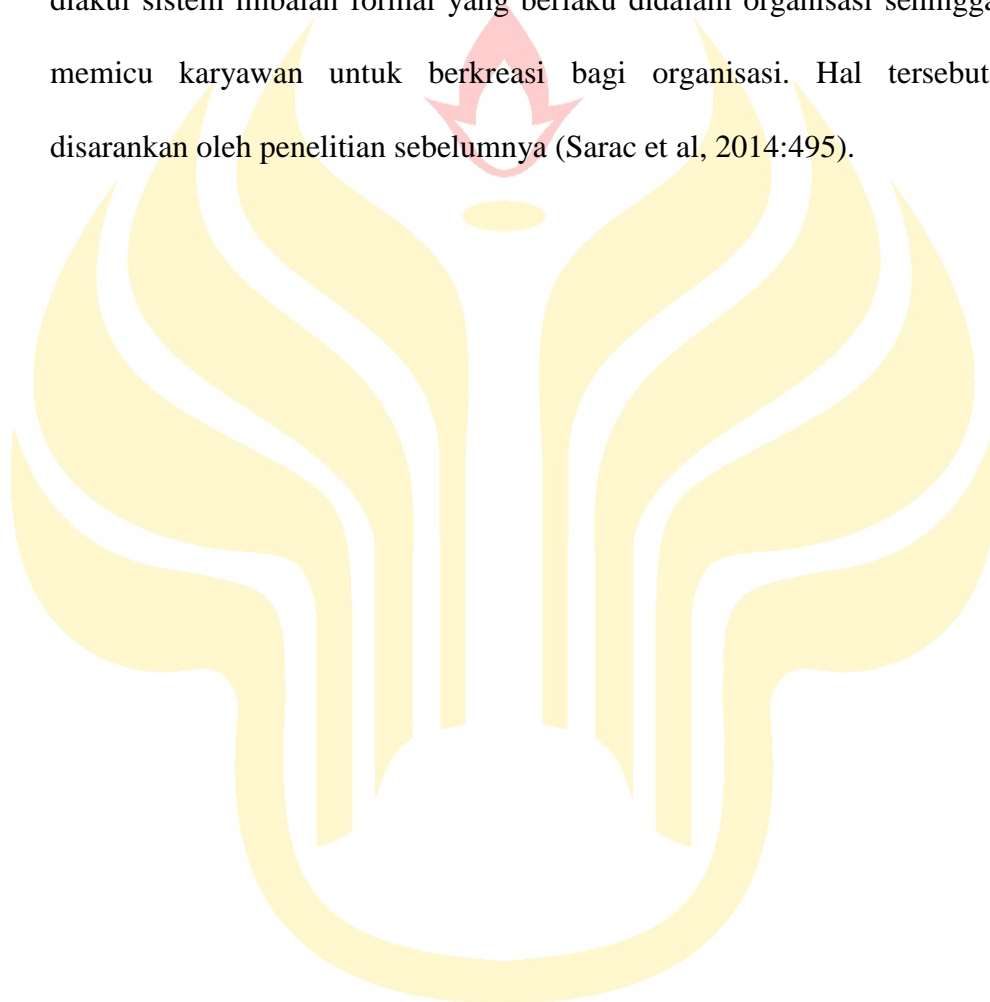 diakui sistem imbalan formal yang berlaku didalam organisasi sehingga
memicu karyawan untuk berkreasi bagi organisasi. Hal tersebut
disarankan oleh penelitian sebelumnya (Sarac et al, 2014:495).